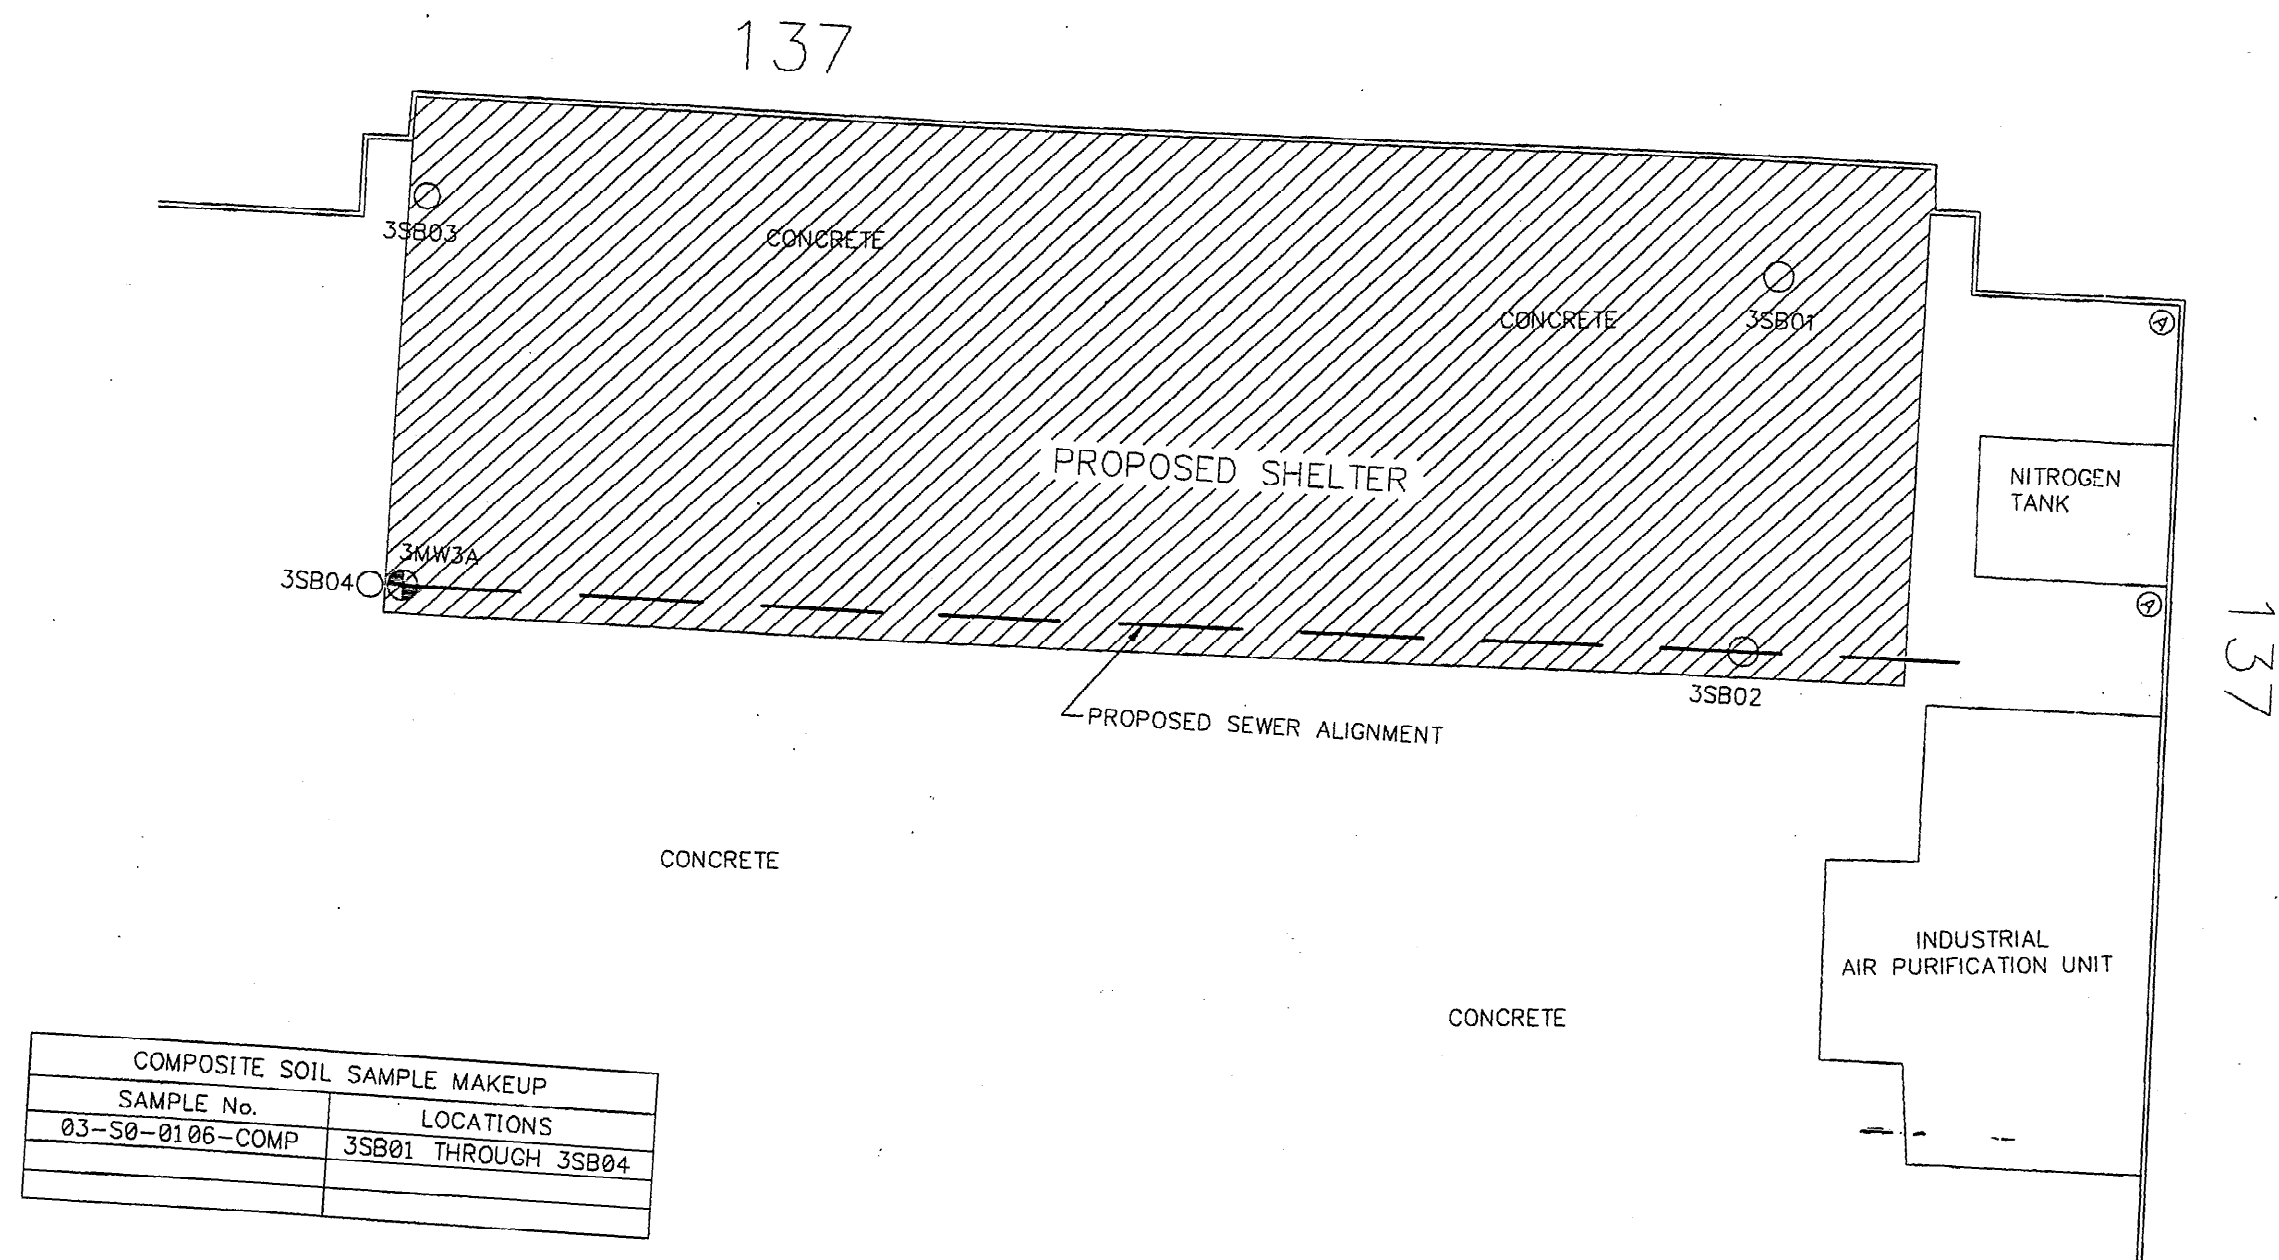 137
3SB03
CONCRETE
CONCRETE
3SB01
A
PROPOSED SHELTER
NITROGEN
TANK
3MW3A
3SB04
A
137
3SB02
PROPOSED SEWER ALIGNMENT
CONCRETE
INDUSTRIAL
AIR PURIFICATION UNIT
CONCRETE
COMPOSITE SOIL SAMPLE MAKEUP
SAMPLE No.
LOCATIONS
03-S0-0106-COMP
3SB01 THROUGH 3SB04